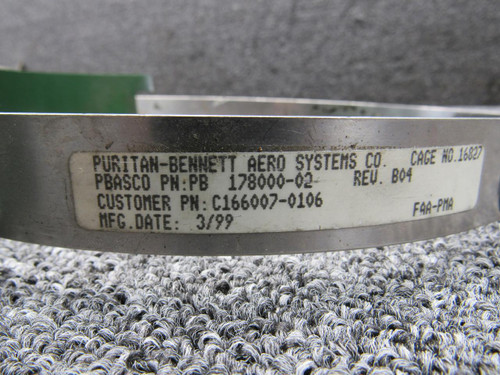 PURITAN-BENNETT AERO SYSTEMS CO. CAGE NO.16827
PBASCO PN:PB 178000-02 REV. B04
CUSTOMER PN:C166007-0106
MFG.DATE: 3/99 FAA-PMA